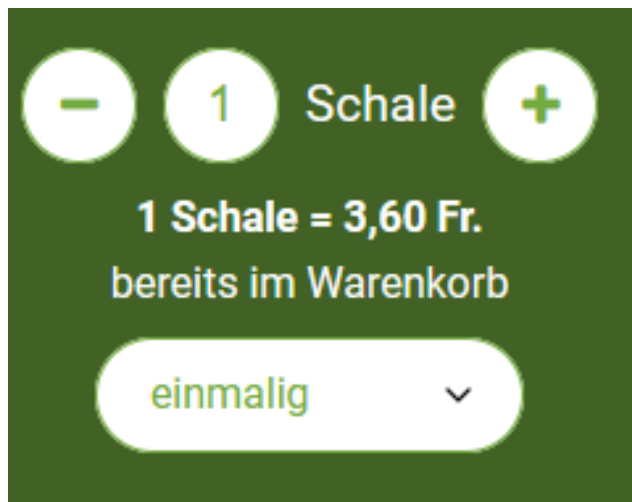 − 1 Schale +
1 Schale = 3,60 Fr.
bereits im Warenkorb
einmalig